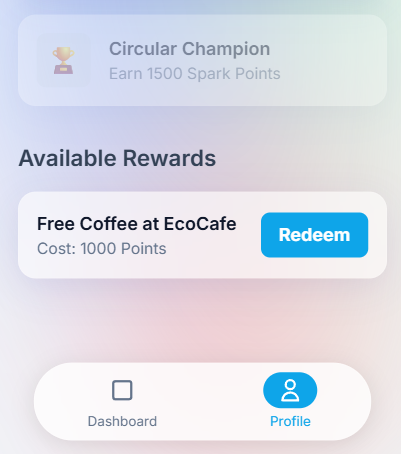 Circular Champion
Earn 1500 Spark Points
Available Rewards
Free Coffee at EcoCafe
Cost: 1000 Points
Redeem
Dashboard
Profile